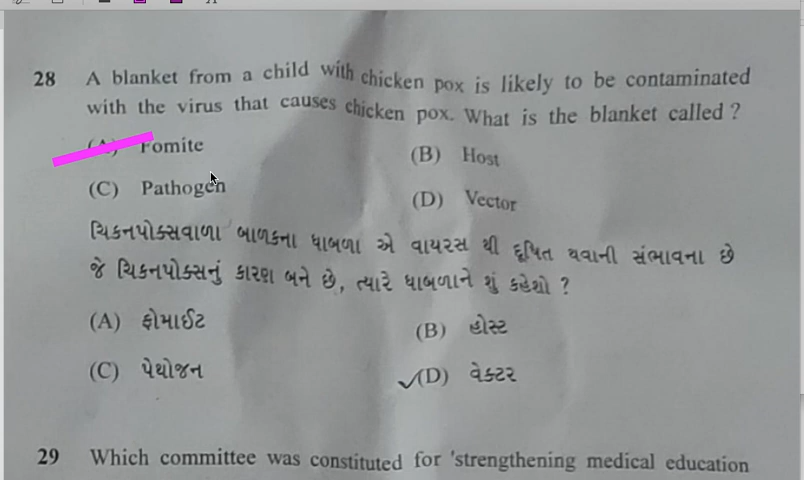 28 A blanket from a child with chicken pox is likely to be contaminated
with the virus that causes chicken pox. What is the blanket called ?
(A) Fomite
(B) Host
(C) Pathogen
(D) Vector
ચિકનપોક્સવાળા બાળકના ધાબળા એ વાયરસ થી દૂષિત થવાની સંભાવના છે
જે ચિકનપોક્સનું કારણ બને છે, ત્યારે ધાબળાને શું કહેશો ?
(A) ફોમાઈટ
(B) હોસ્ટ
(C) પેથોજન
(D) વેક્ટર
29 Which committee was constituted for 'strengthening medical education